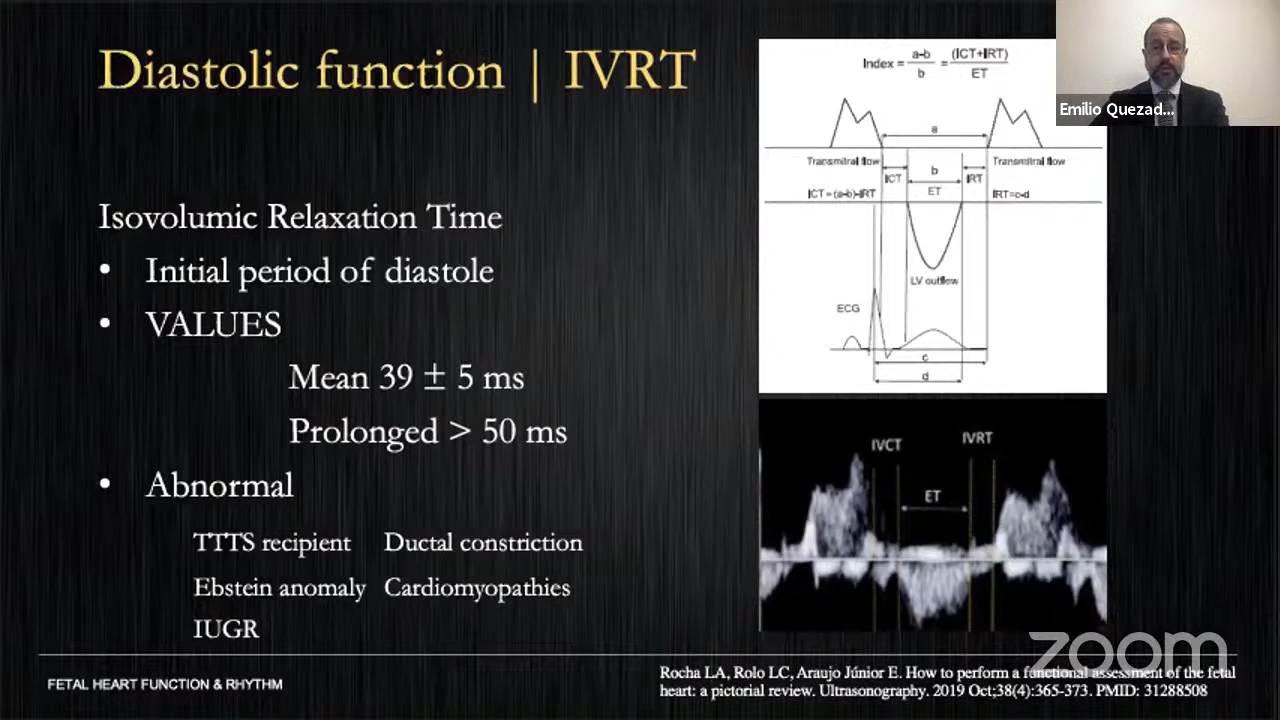 Diastolic function | IVRT
Isovolumic Relaxation Time
• Initial period of diastole
• VALUES
Mean 39 ± 5 ms
Prolonged > 50 ms
• Abnormal
TTTS recipient Ductal constriction
Ebstein anomaly Cardiomyopathies
IUGR
FETAL HEART FUNCTION & RHYTHM
Index = a-b / b = (ICT+IRT) / ET
a
Transmitral flow
Transmitral flow
ICT
b
IRT
ET
ICT = (a-b)-IRT
IRT=c-d
LV outflow
ECG
c
d
IVCT
IVRT
ET
Emilio Quezad...
zoom
Rocha LA, Rolo LC, Araujo Júnior E. How to perform a functional assessment of the fetal
heart: a pictorial review. Ultrasonography. 2019 Oct;38(4):365-373. PMID: 31288508